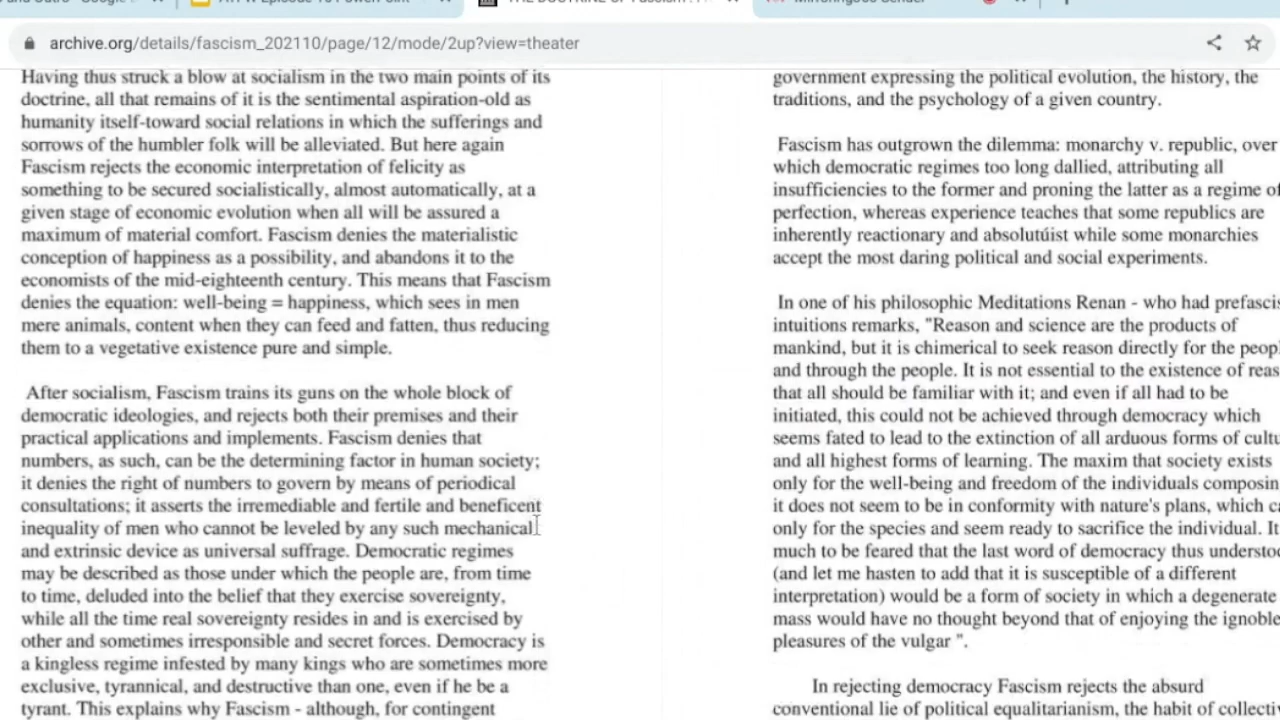 THE DOCTRINE OF Fascism
archive.org/details/fascism_202110/page/12/mode/2up?view=theater
Having thus struck a blow at socialism in the two main points of its
doctrine, all that remains of it is the sentimental aspiration-old as
humanity itself-toward social relations in which the sufferings and
sorrows of the humbler folk will be alleviated. But here again
Fascism rejects the economic interpretation of felicity as
something to be secured socialistically, almost automatically, at a
given stage of economic evolution when all will be assured a
maximum of material comfort. Fascism denies the materialistic
conception of happiness as a possibility, and abandons it to the
economists of the mid-eighteenth century. This means that Fascism
denies the equation: well-being = happiness, which sees in men
mere animals, content when they can feed and fatten, thus reducing
them to a vegetative existence pure and simple.
After socialism, Fascism trains its guns on the whole block of
democratic ideologies, and rejects both their premises and their
practical applications and implements. Fascism denies that
numbers, as such, can be the determining factor in human society;
it denies the right of numbers to govern by means of periodical
consultations; it asserts the irremediable and fertile and beneficent
inequality of men who cannot be leveled by any such mechanical
and extrinsic device as universal suffrage. Democratic regimes
may be described as those under which the people are, from time
to time, deluded into the belief that they exercise sovereignty,
while all the time real sovereignty resides in and is exercised by
other and sometimes irresponsible and secret forces. Democracy is
a kingless regime infested by many kings who are sometimes more
exclusive, tyrannical, and destructive than one, even if he be a
tyrant. This explains why Fascism - although, for contingent
government expressing the political evolution, the history, the
traditions, and the psychology of a given country.
Fascism has outgrown the dilemma: monarchy v. republic, over
which democratic regimes too long dallied, attributing all
insufficiencies to the former and proning the latter as a regime of
perfection, whereas experience teaches that some republics are
inherently reactionary and absolutúist while some monarchies
accept the most daring political and social experiments.
In one of his philosophic Meditations Renan - who had prefascis
intuitions remarks, "Reason and science are the products of
mankind, but it is chimerical to seek reason directly for the peop
and through the people. It is not essential to the existence of reas
that all should be familiar with it; and even if all had to be
initiated, this could not be achieved through democracy which
seems fated to lead to the extinction of all arduous forms of cultu
and all highest forms of learning. The maxim that society exists
only for the well-being and freedom of the individuals composin
it does not seem to be in conformity with nature's plans, which ca
only for the species and seem ready to sacrifice the individual. It
much to be feared that the last word of democracy thus understoo
(and let me hasten to add that it is susceptible of a different
interpretation) would be a form of society in which a degenerate
mass would have no thought beyond that of enjoying the ignoble
pleasures of the vulgar ".
In rejecting democracy Fascism rejects the absurd
conventional lie of political equalitarianism, the habit of collectiv